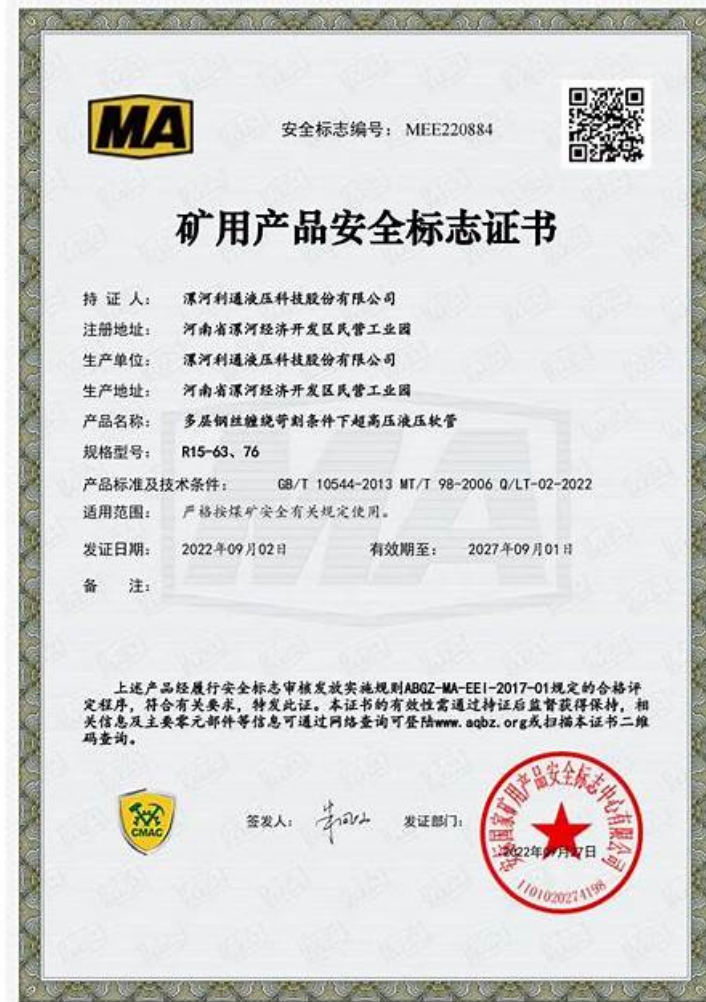 MA
安全标志编号： MEE220884
矿用产品安全标志证书
持 证 人： 漯河利通液压科技股份有限公司
注册地址： 河南省漯河经济开发区民营工业园
生产单位： 漯河利通液压科技股份有限公司
生产地址： 河南省漯河经济开发区民营工业园
产品名称： 多层钢丝缠绕苛刻条件下超高压液压软管
规格型号： R15-63、76
产品标准及技术条件： GB/T 10544-2013 MT/T 98-2006 Q/LT-02-2022
适用范围： 严格按煤矿安全有关规定使用。
发证日期： 2022年09月02日 有效期至： 2027年09月01日
备 注：
上述产品经履行安全标志审核发放实施规则ABGZ-MA-EEI-2017-01规定的合格评
定程序，符合有关要求，特发此证。本证书的有效性需通过持证后监督获得保持，相
关信息及主要零元部件等信息可通过网络查询可登陆www.aqbz.org或扫描本证书二维
码查询。
CMAC
签发人： 发证部门：
安标国家矿用产品安全标志中心有限公司
2022年07月27日
1101020274198